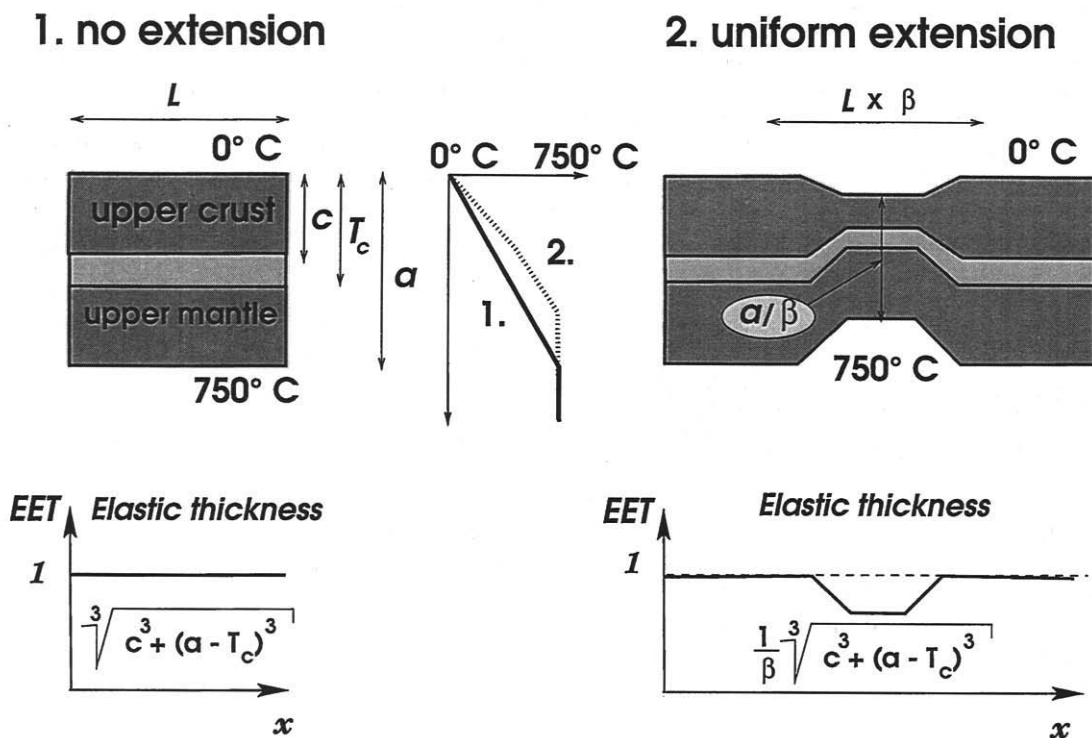 1. no extension
2. uniform extension
L
L x β
0° C
0° C 750° C
0° C
upper crust
c
T_c
a
upper mantle
750° C
1.
2.
a/β
750° C
EET Elastic thickness
1
∛(c³ + (a - T_c)³)
x
EET Elastic thickness
1
1/β ∛(c³ + (a - T_c)³)
x